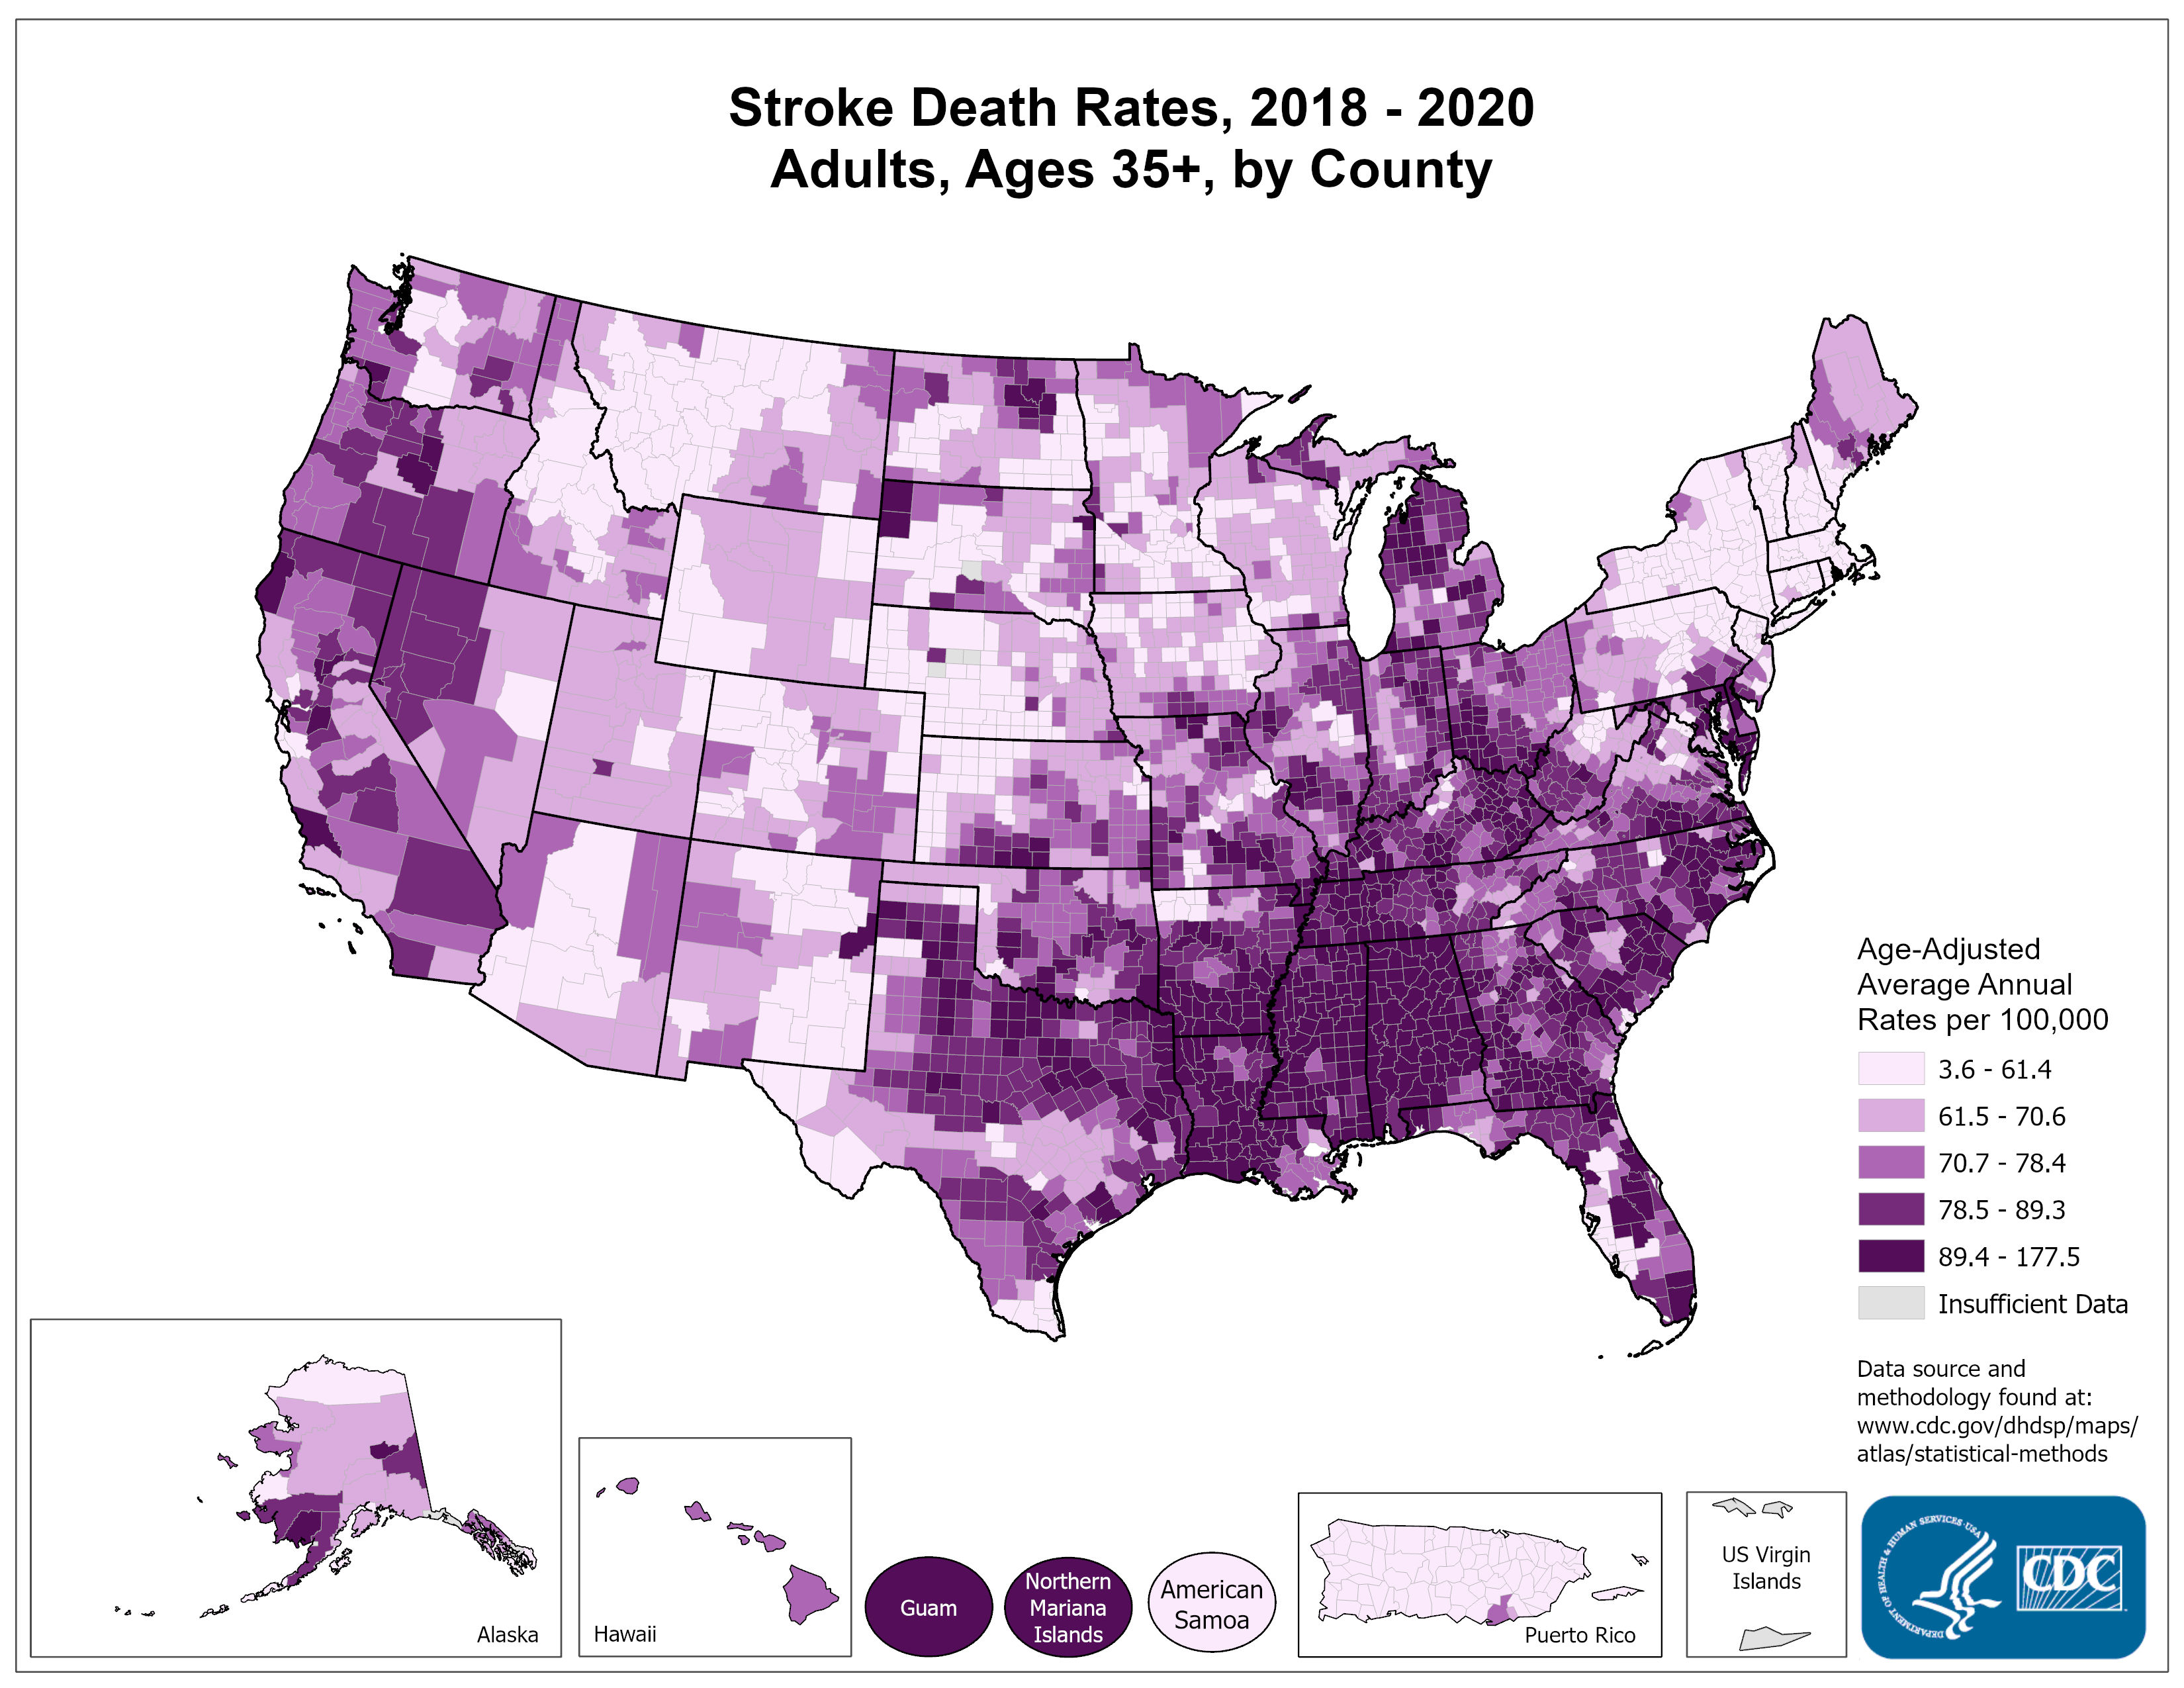 Stroke Death Rates, 2018 - 2020
Adults, Ages 35+, by County
Age-Adjusted
Average Annual
Rates per 100,000
3.6 - 61.4
61.5 - 70.6
70.7 - 78.4
78.5 - 89.3
89.4 - 177.5
Insufficient Data
Data source and
methodology found at:
www.cdc.gov/dhdsp/maps/
atlas/statistical-methods
Alaska
Hawaii
Guam
Northern
Mariana
Islands
American
Samoa
Puerto Rico
US Virgin
Islands
DEPARTMENT OF HEALTH & HUMAN SERVICES·USA
CDC